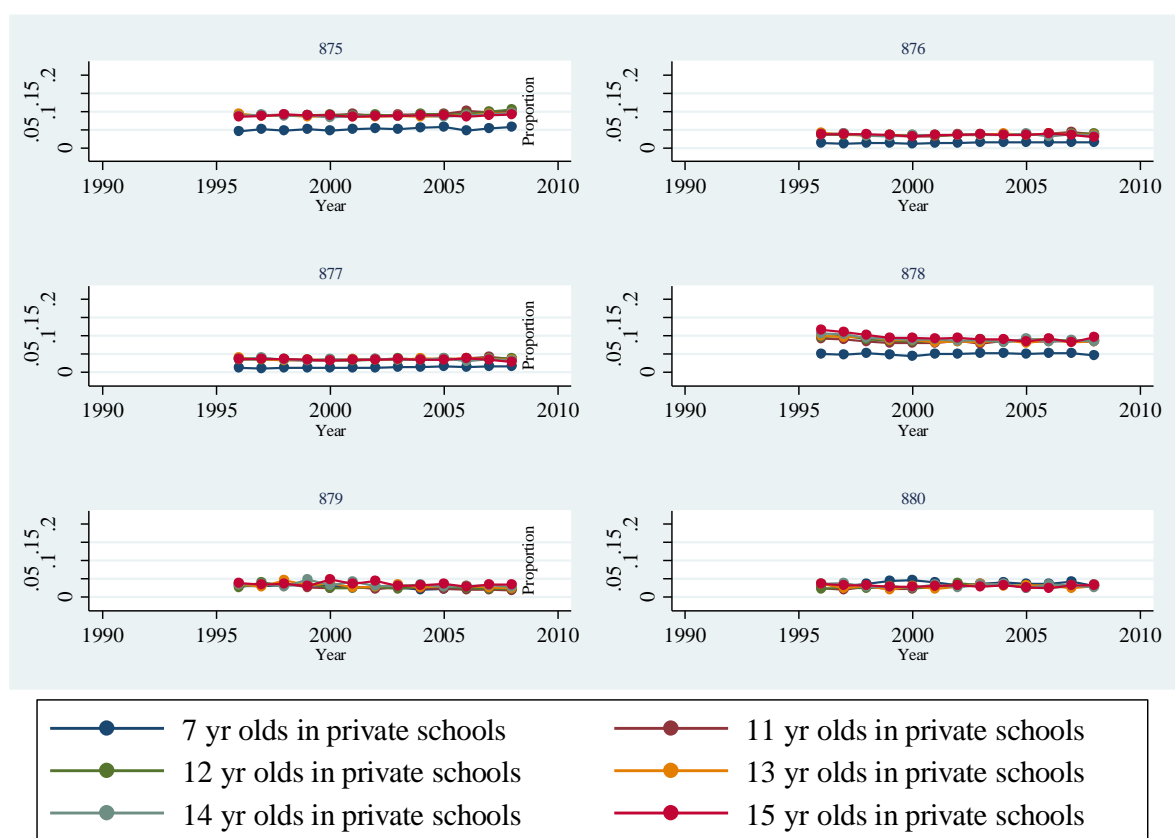 875 876
.2
.15
.1
.05
0
Proportion
.2
.15
.1
.05
0
1990 1995 2000 2005 2010 1990 1995 2000 2005 2010
Year Year
877 878
.2
.15
.1
.05
0
Proportion
.2
.15
.1
.05
0
1990 1995 2000 2005 2010 1990 1995 2000 2005 2010
Year Year
879 880
.2
.15
.1
.05
0
Proportion
.2
.15
.1
.05
0
1990 1995 2000 2005 2010 1990 1995 2000 2005 2010
Year Year
7 yr olds in private schools 11 yr olds in private schools
12 yr olds in private schools 13 yr olds in private schools
14 yr olds in private schools 15 yr olds in private schools